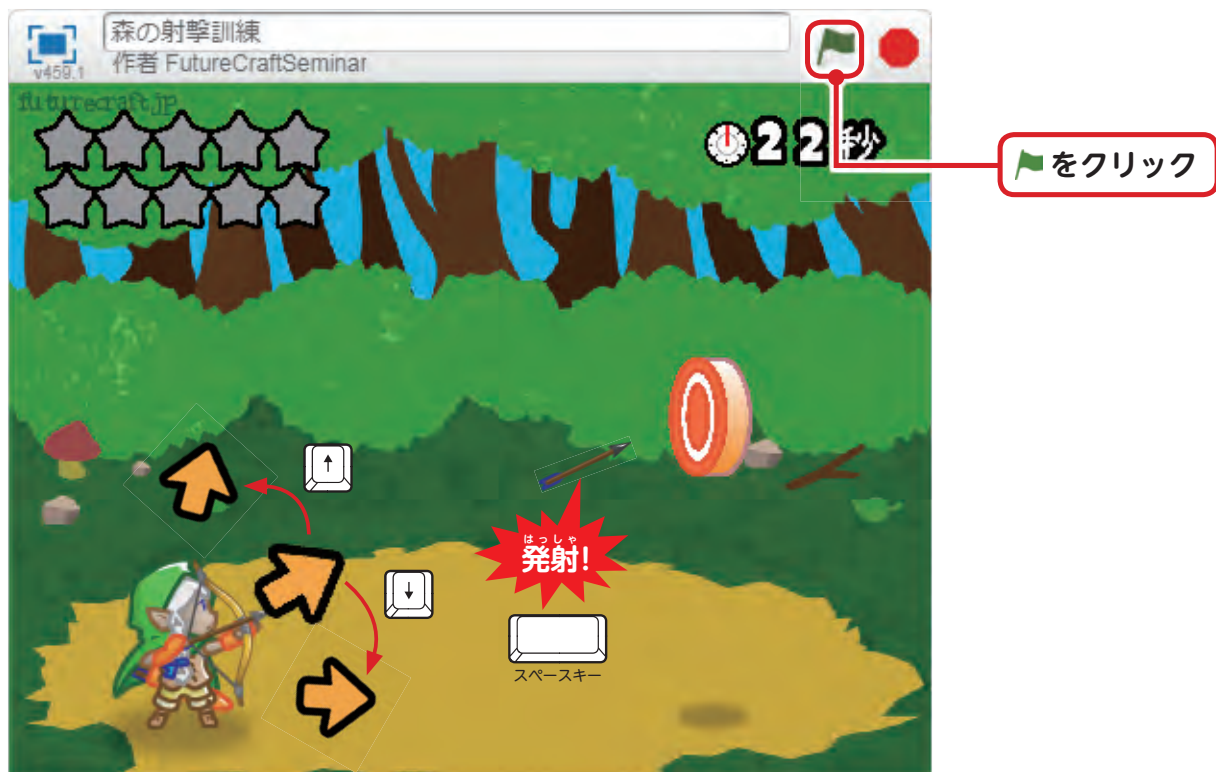 森の射撃訓練
作者 FutureCraftSeminar
v459.1
futurecraft.jp
22秒
をクリック
↑
はっしゃ
発射!
↓
スペースキー